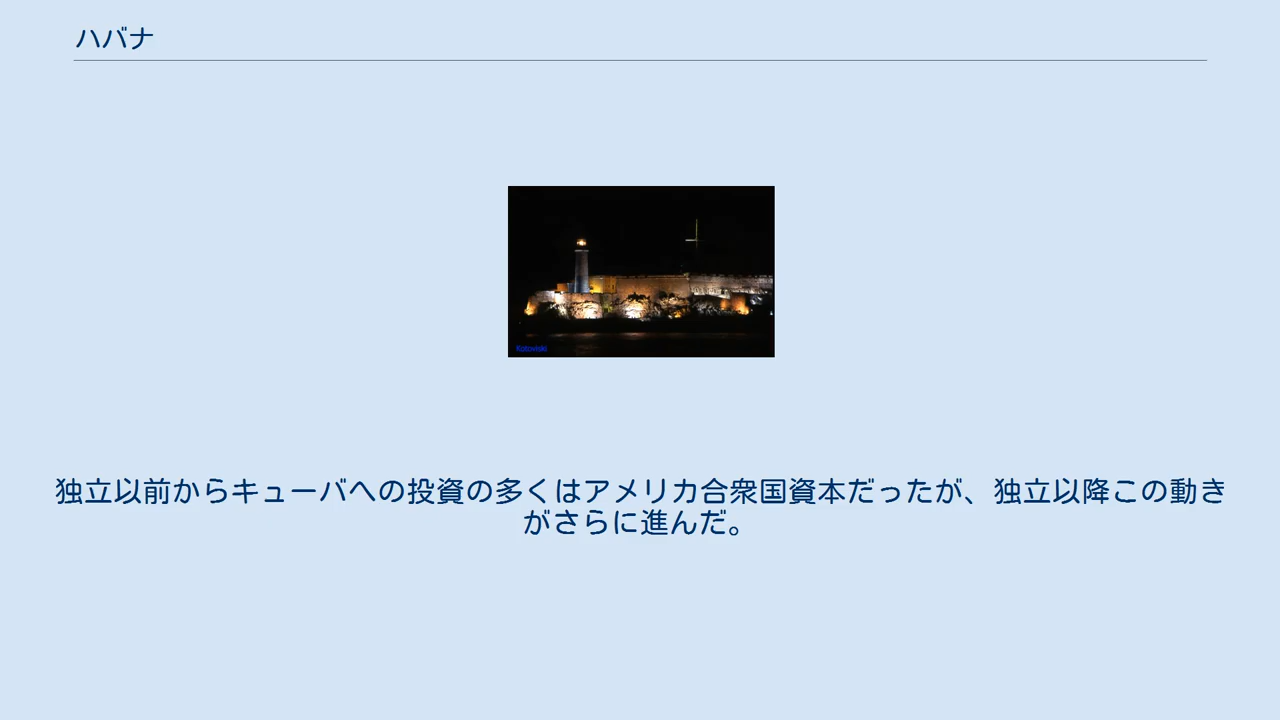 ハバナ
Kotoviski
独立以前からキューバへの投資の多くはアメリカ合衆国資本だったが、独立以降この動き
がさらに進んだ。